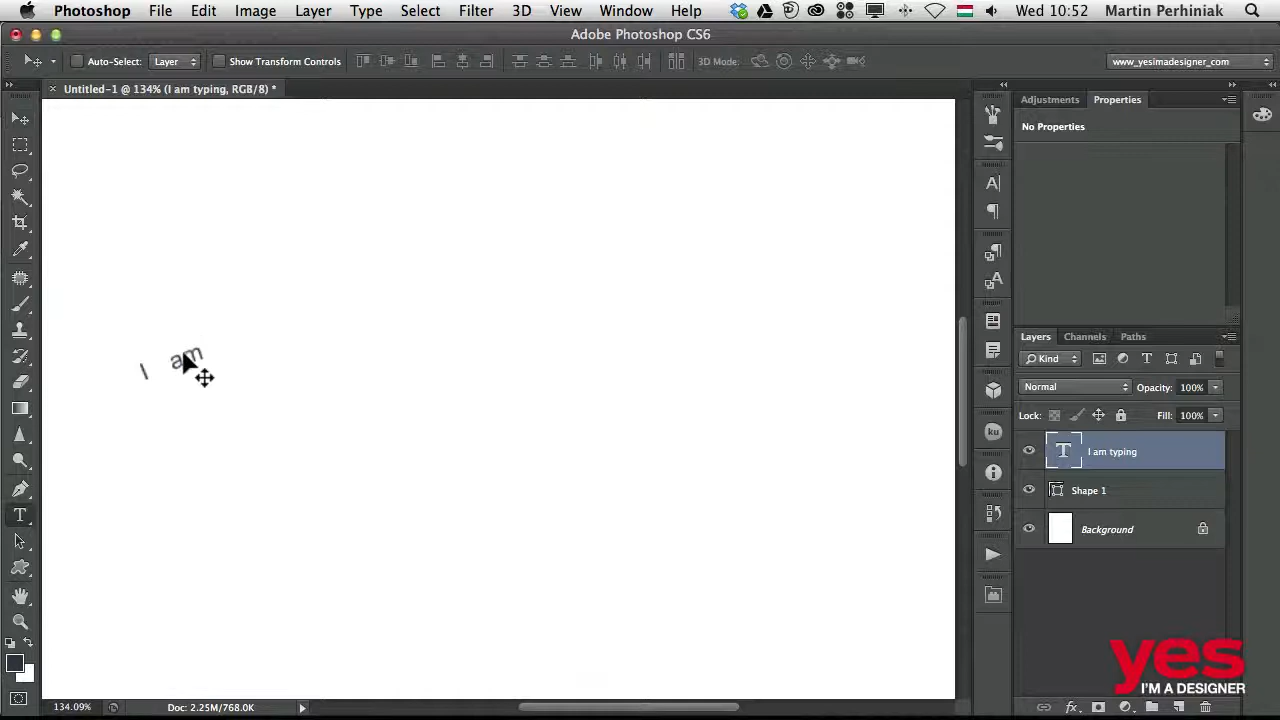 Photoshop File Edit Image Layer Type Select Filter 3D View Window Help Wed 10:52 Martin Perhiniak
Adobe Photoshop CS6
Auto-Select: Layer Show Transform Controls 3D Mode: www_yesimadesigner_com
Untitled-1 @ 134% (I am typing, RGB/8) *
Adjustments Properties
No Properties
I am
Layers Channels Paths
Kind
Normal Opacity: 100%
Lock: Fill: 100%
T I am typing
Shape 1
Background
ku
yes
I'M A DESIGNER
134.09% Doc: 2.25M/768.0K